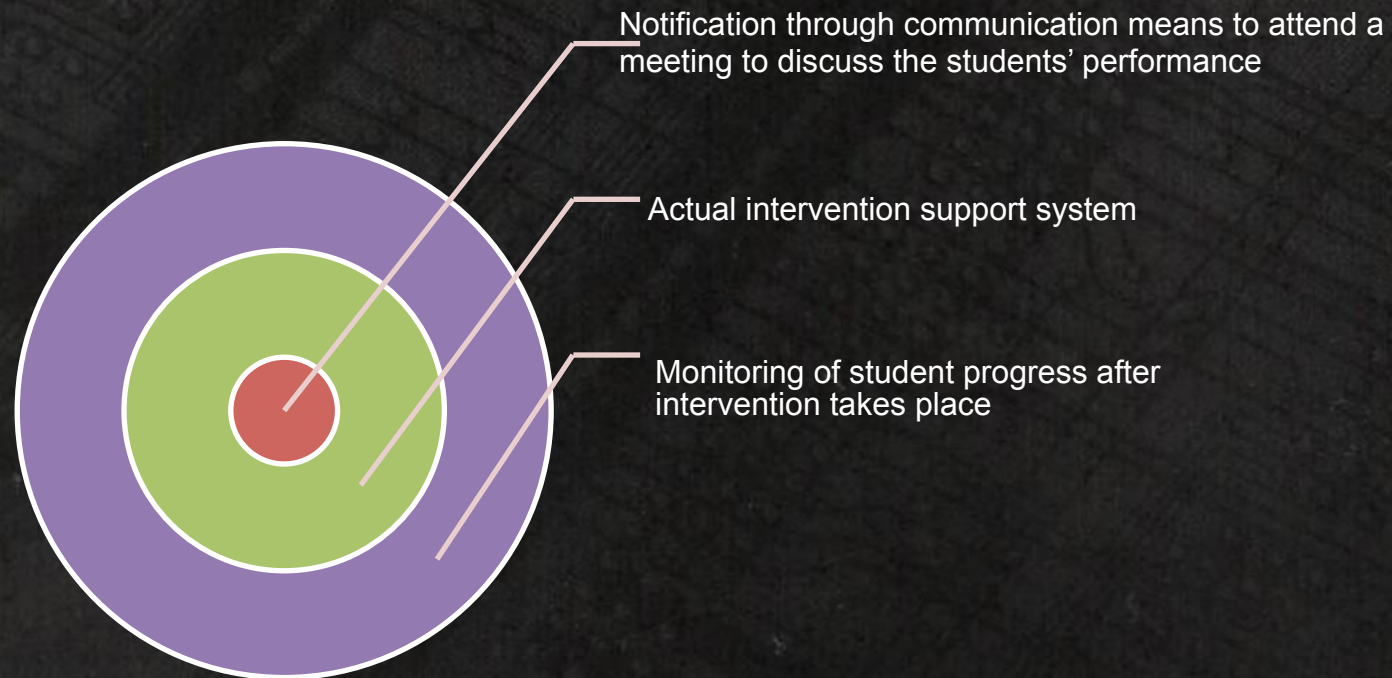 Notification through communication means to attend a
meeting to discuss the students’ performance
Actual intervention support system
Monitoring of student progress after
intervention takes place